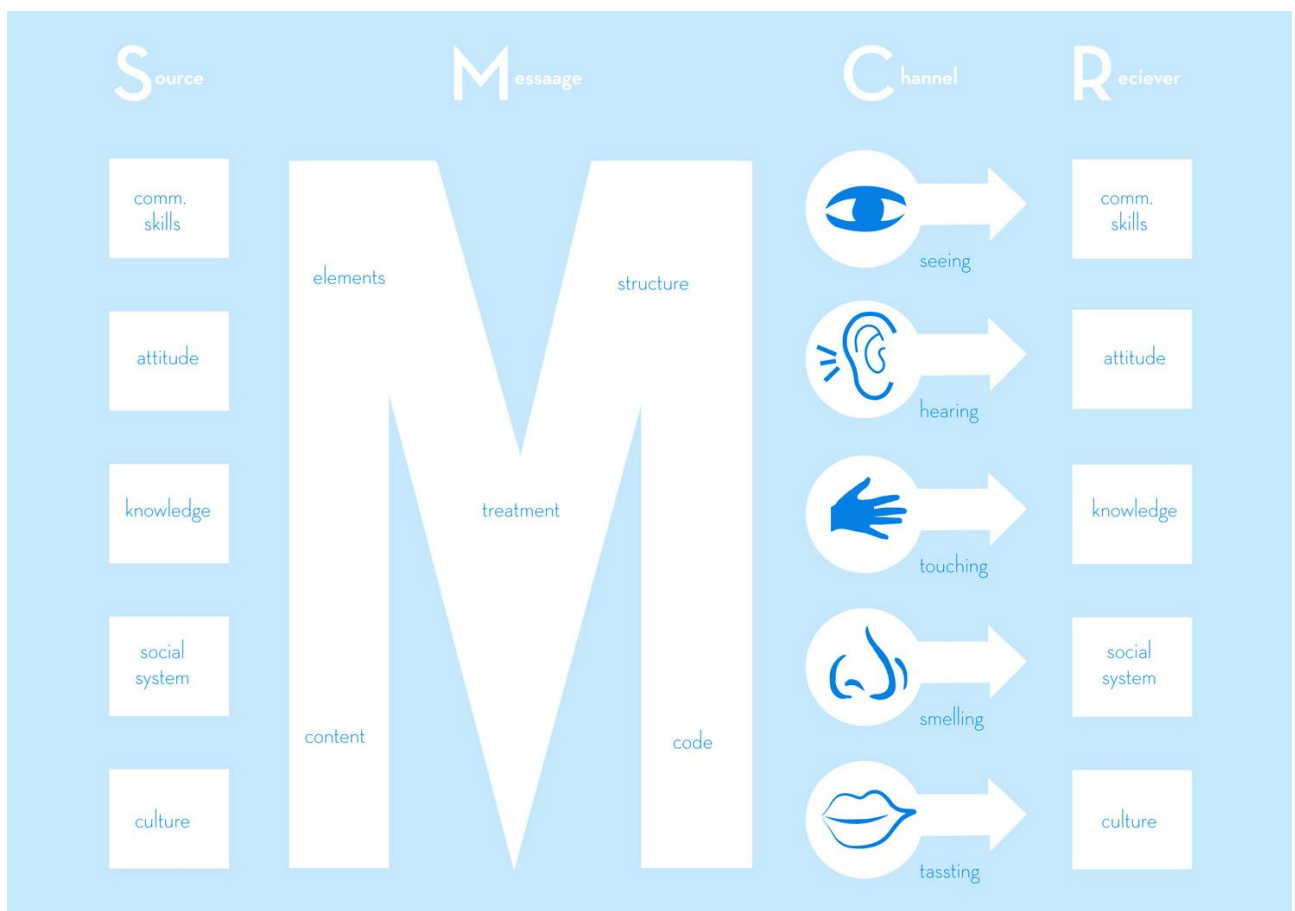 Source
Messaage
Channel
Reciever
comm.
skills
attitude
knowledge
social
system
culture
elements
structure
treatment
content
code
seeing
hearing
touching
smelling
tassting
comm.
skills
attitude
knowledge
social
system
culture